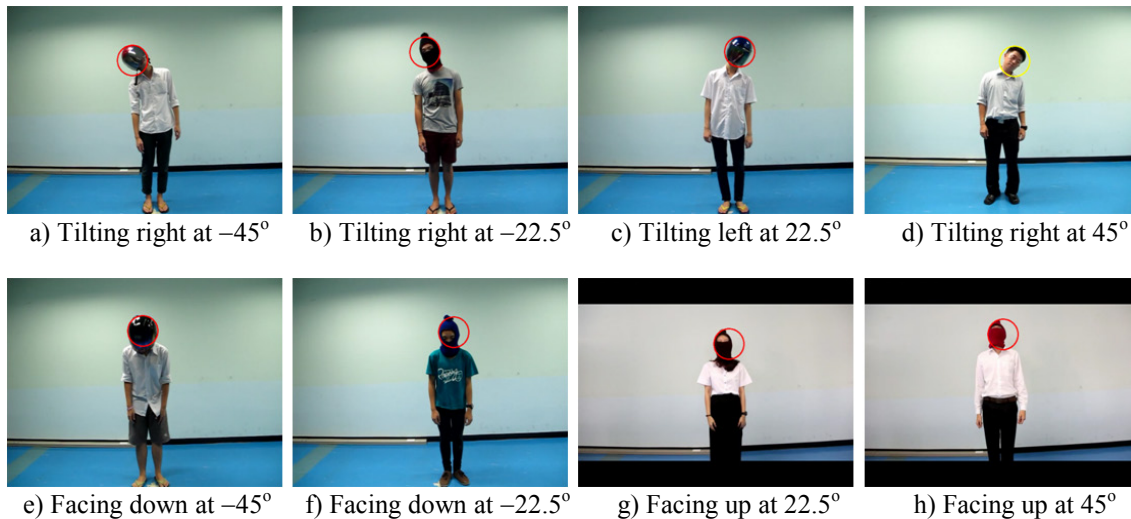 a) Tilting right at −45°
b) Tilting right at −22.5°
c) Tilting left at 22.5°
d) Tilting right at 45°
e) Facing down at −45°
f) Facing down at −22.5°
g) Facing up at 22.5°
h) Facing up at 45°